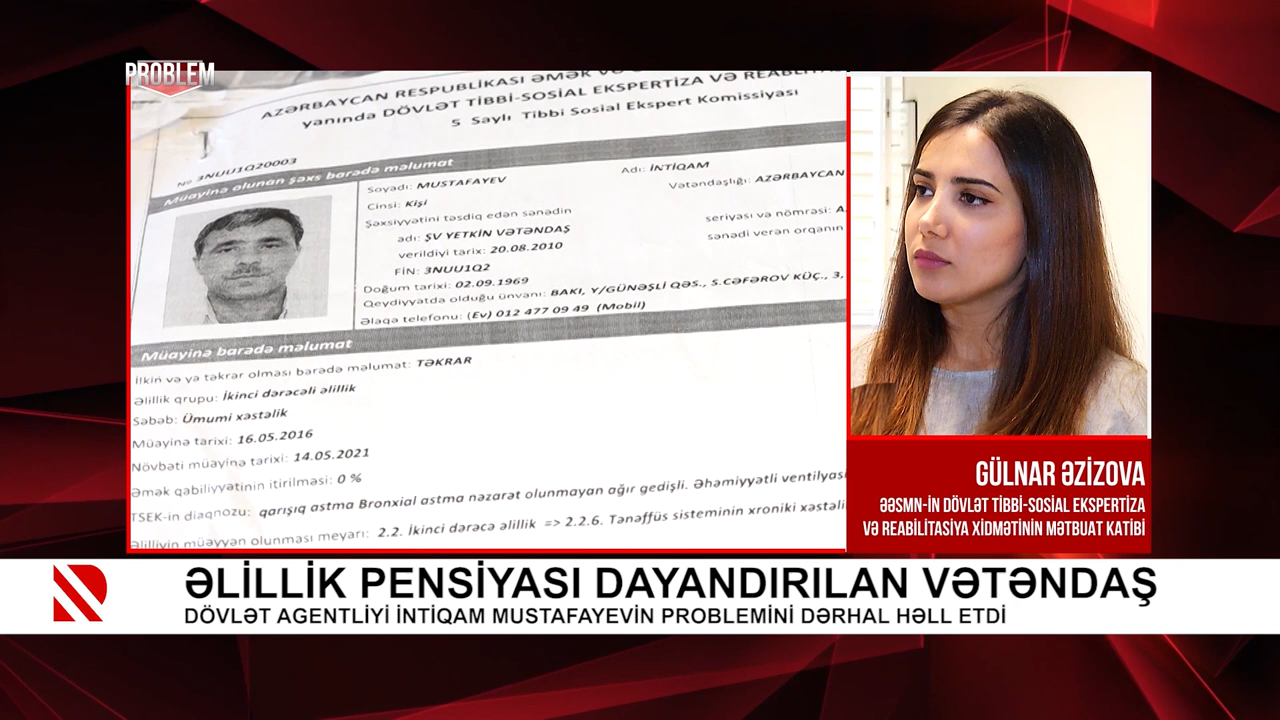 PROBLEM
AZƏRBAYCAN RESPUBLİKASI ƏMƏK V
yanında DÖVLƏT TİBBİ-SOSİAL EKSPERTİZA VƏ REABLİT
5 Saylı Tibbi Sosial Ekspert Komissiyası
№ 3NUU1Q20003
Müayinə olunan şəxs barədə məlumat
Soyadı: MUSTAFAYEV
Adı: İNTİQAM
Cinsi: Kişi
Vətəndaşlığı: AZƏRBAYCAN
Şəxsiyyətini təsdiq edən sənədin
seriyası və nömrəsi: A
adı: ŞV YETKİN VƏTƏNDAŞ
sənədi verən orqanın
verildiyi tarix: 20.08.2010
FİN: 3NUU1Q2
Doğum tarixi: 02.09.1969
Qeydiyyatda olduğu ünvanı: BAKI, Y/GÜNƏŞLİ QƏS., S.CƏFƏROV KÜÇ., 3,
Əlaqə telefonu: (Ev) 012 477 09 49 (Mobil)
Müayinə barədə məlumat
İlkin və ya təkrar olması barədə məlumat: TƏKRAR
Əlillik qrupu: İkinci dərəcəli əlillik
Səbəb: Ümumi xəstəlik
Müayinə tarixi: 16.05.2016
Növbəti müayinə tarixi: 14.05.2021
Əmək qabiliyyətinin itirilməsi: 0 %
TSEK-in diaqnozu: qarışıq astma Bronxial astma nəzarət olunmayan ağır gedişli. Əhəmiyyətli ventilyasi
Əlilliyin müəyyən olunması meyarı: 2.2. İkinci dərəcə əlillik => 2.2.6. Tənəffüs sisteminin xroniki xəstəli
GÜLNAR ƏZİZOVA
ƏƏSMN-İN DÖVLƏT TİBBİ-SOSİAL EKSPERTİZA
VƏ REABİLİTASİYA XİDMƏTİNİN MƏTBUAT KATİBİ
ƏLİLLİK PENSİYASI DAYANDIRILAN VƏTƏNDAŞ
DÖVLƏT AGENTLİYİ İNTİQAM MUSTAFAYEVİN PROBLEMİNİ DƏRHAL HƏLL ETDİ